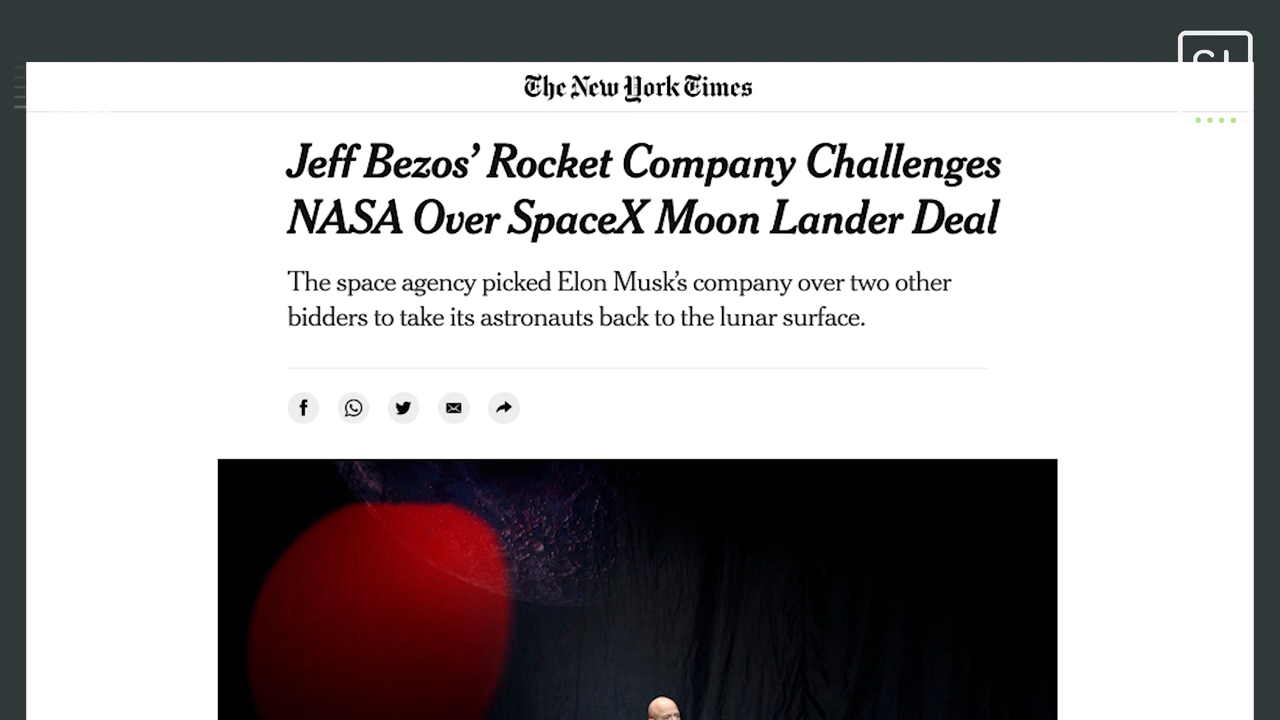 The New York Times
Jeff Bezos’ Rocket Company Challenges
NASA Over SpaceX Moon Lander Deal
The space agency picked Elon Musk’s company over two other
bidders to take its astronauts back to the lunar surface.